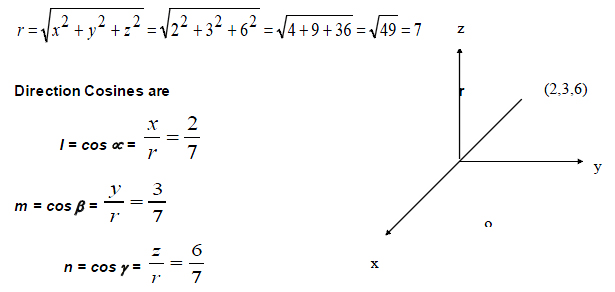 r = √x² + y² + z² = √2² + 3² + 6² = √4 + 9 + 36 = √49 = 7
Direction Cosines are
l = cos ∝ = x/r = 2/7
m = cos β = y/r = 3/7
n = cos γ = z/r = 6/7
z
r
(2,3,6)
y
o
x